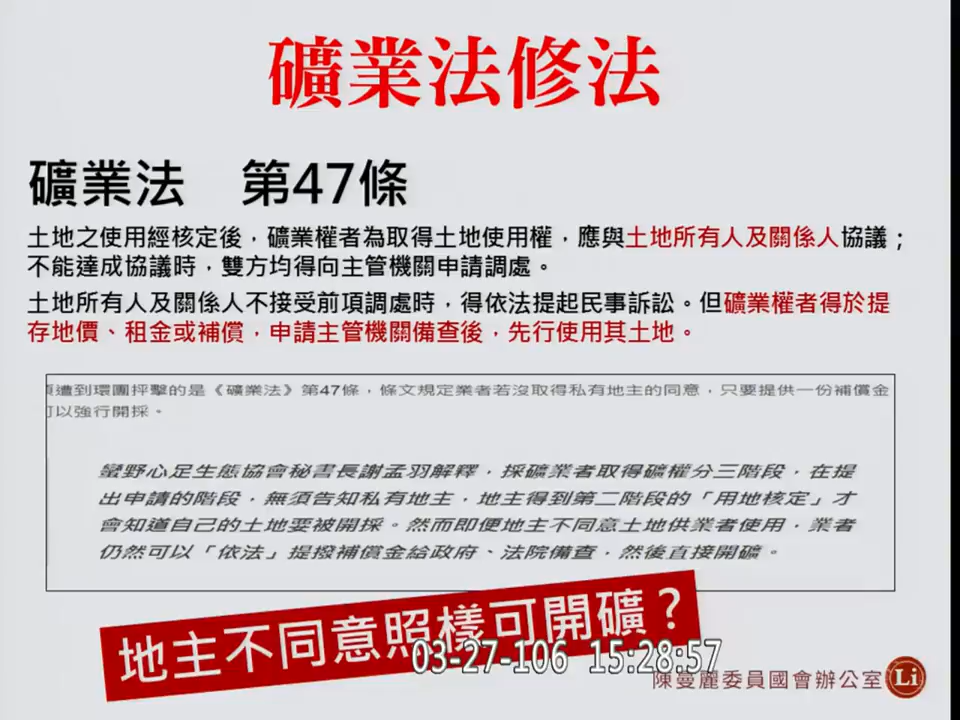 礦業法修法
礦業法 第47條
土地之使用經核定後，礦業權者為取得土地使用權，應與土地所有人及關係人協議；
不能達成協議時，雙方均得向主管機關申請調處。
土地所有人及關係人不接受前項調處時，得依法提起民事訴訟。但礦業權者得於提
存地價、租金或補償，申請主管機關備查後，先行使用其土地。
遭到環團抨擊的是《礦業法》第47條，條文規定業者若沒取得私有地主的同意，只要提供一份補償金
可以強行開採。
蠻野心足生態協會秘書長謝孟羽解釋，採礦業者取得礦權分三階段，在提
出申請的階段，無須告知私有地主，地主得到第二階段的「用地核定」才
會知道自己的土地要被開採。然而即便地主不同意土地供業者使用，業者
仍然可以「依法」提撥補償金給政府、法院備查，然後直接開礦。
地主不同意照樣可開礦？
03-27-106 15:28:57
陳曼麗委員國會辦公室 Li